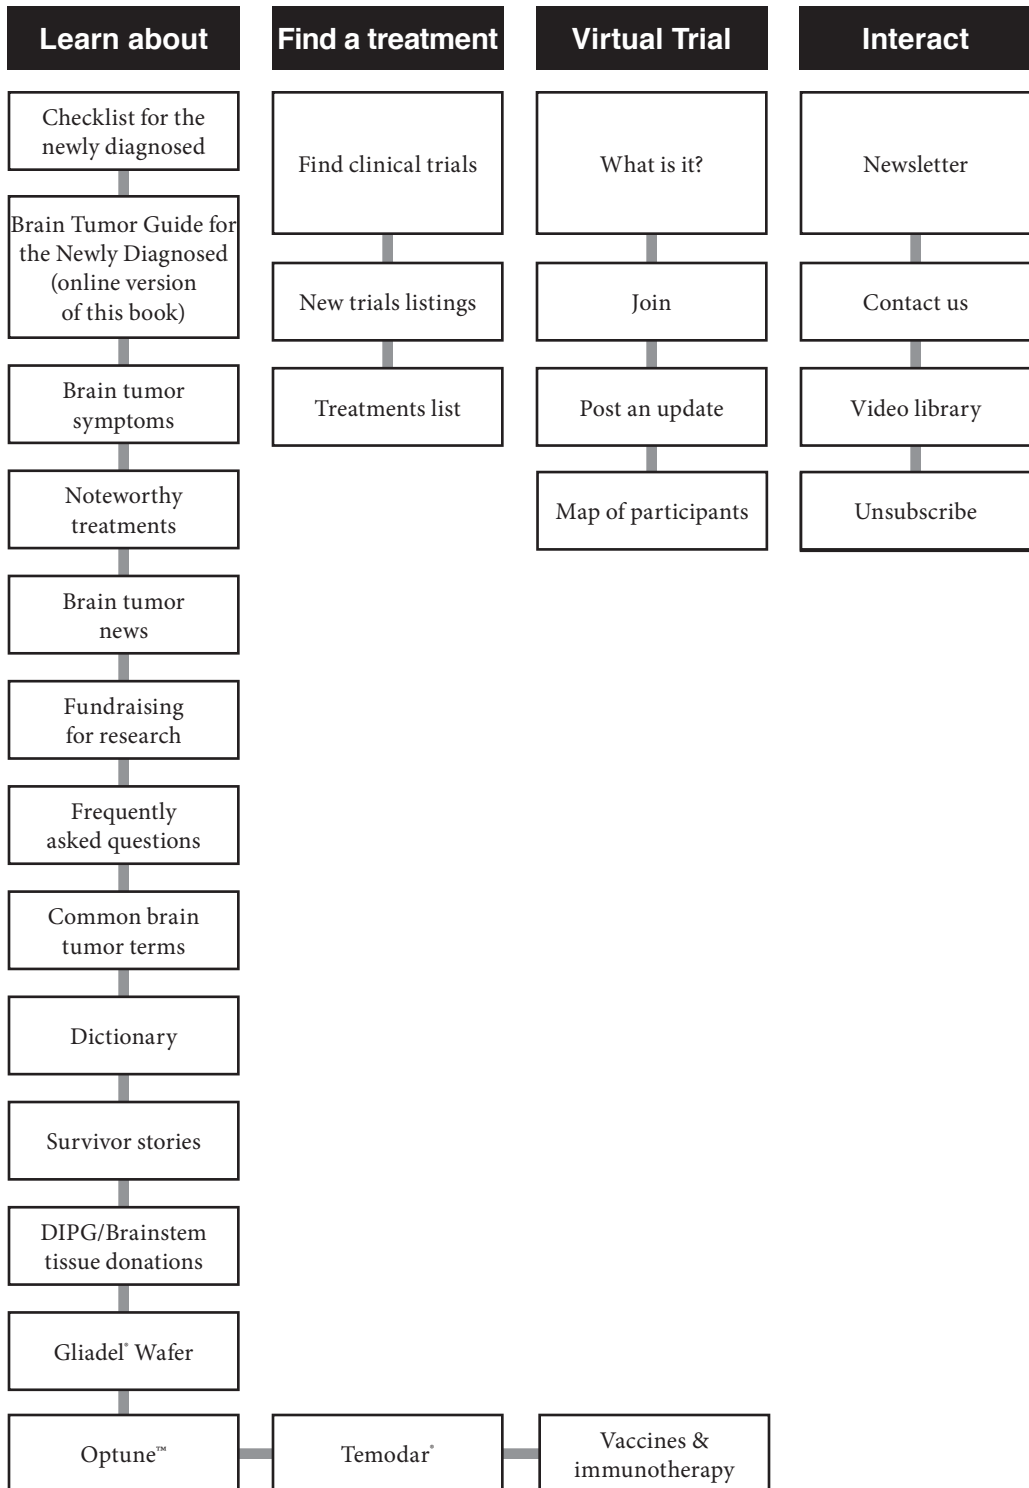 Learn about
Checklist for the
newly diagnosed
Brain Tumor Guide for
the Newly Diagnosed
(online version
of this book)
Brain tumor
symptoms
Noteworthy
treatments
Brain tumor
news
Fundraising
for research
Frequently
asked questions
Common brain
tumor terms
Dictionary
Survivor stories
DIPG/Brainstem
tissue donations
Gliadel® Wafer
Optune™
Temodar®
Vaccines &
immunotherapy
Find a treatment
Find clinical trials
New trials listings
Treatments list
Virtual Trial
What is it?
Join
Post an update
Map of participants
Interact
Newsletter
Contact us
Video library
Unsubscribe